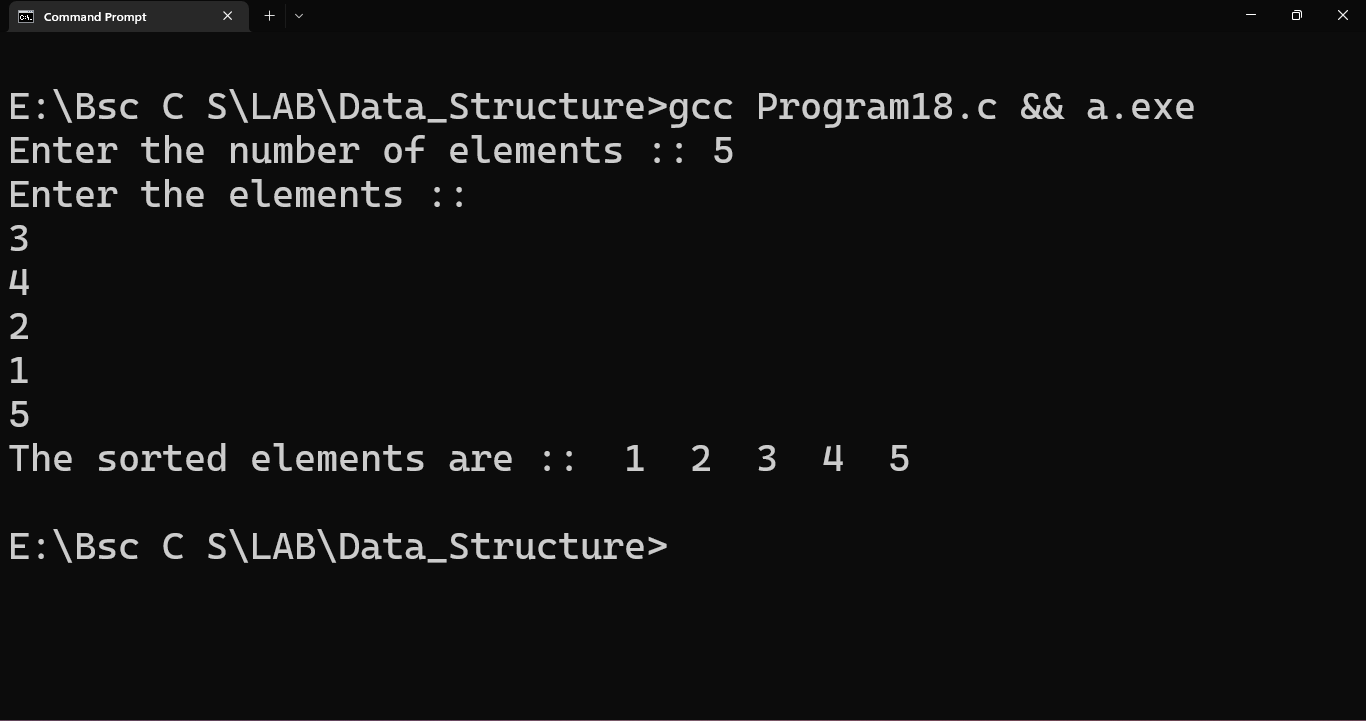 Command Prompt
E:\Bsc C S\LAB\Data_Structure>gcc Program18.c && a.exe
Enter the number of elements :: 5
Enter the elements ::
3
4
2
1
5
The sorted elements are ::  1  2  3  4  5
E:\Bsc C S\LAB\Data_Structure>